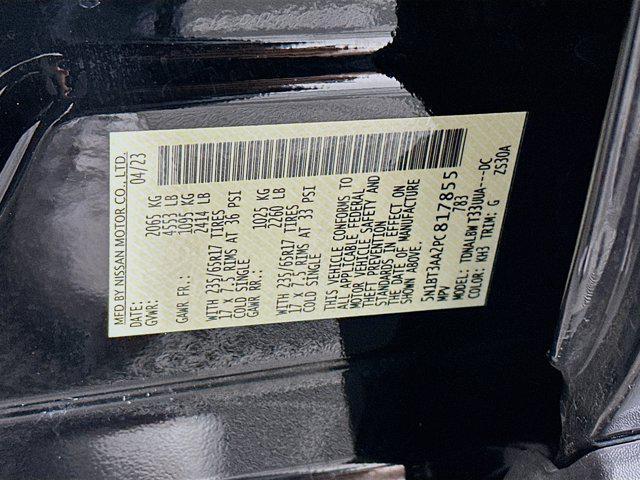 MFD BY NISSAN MOTOR CO., LTD.
DATE: 04/23
GVWR: 2065 KG
4553 LB
GAWR FR.: 1095 KG
2414 LB
WITH 235/65R17 TIRES
17 X 7.5 RIMS AT 36 PSI
COLD SINGLE
GAWR RR.: 1025 KG
2260 LB
WITH 235/65R17 TIRES
17 X 7.5 RIMS AT 33 PSI
COLD SINGLE
THIS VEHICLE CONFORMS TO
ALL APPLICABLE FEDERAL
MOTOR VEHICLE SAFETY AND
THEFT PREVENTION
STANDARDS IN EFFECT ON
THE DATE OF MANUFACTURE
SHOWN ABOVE.
5N1BT3AA2PC817855
MPV 783
MODEL: TDMALBWT33UUA---DC
COLOR: KH3 TRIM: G ZS30A